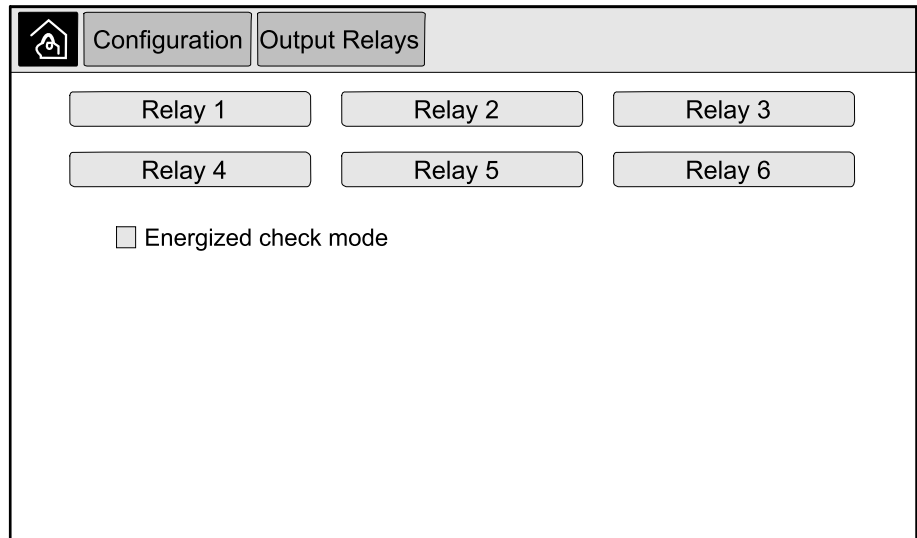 Configuration Output Relays
Relay 1 Relay 2 Relay 3
Relay 4 Relay 5 Relay 6
Energized check mode